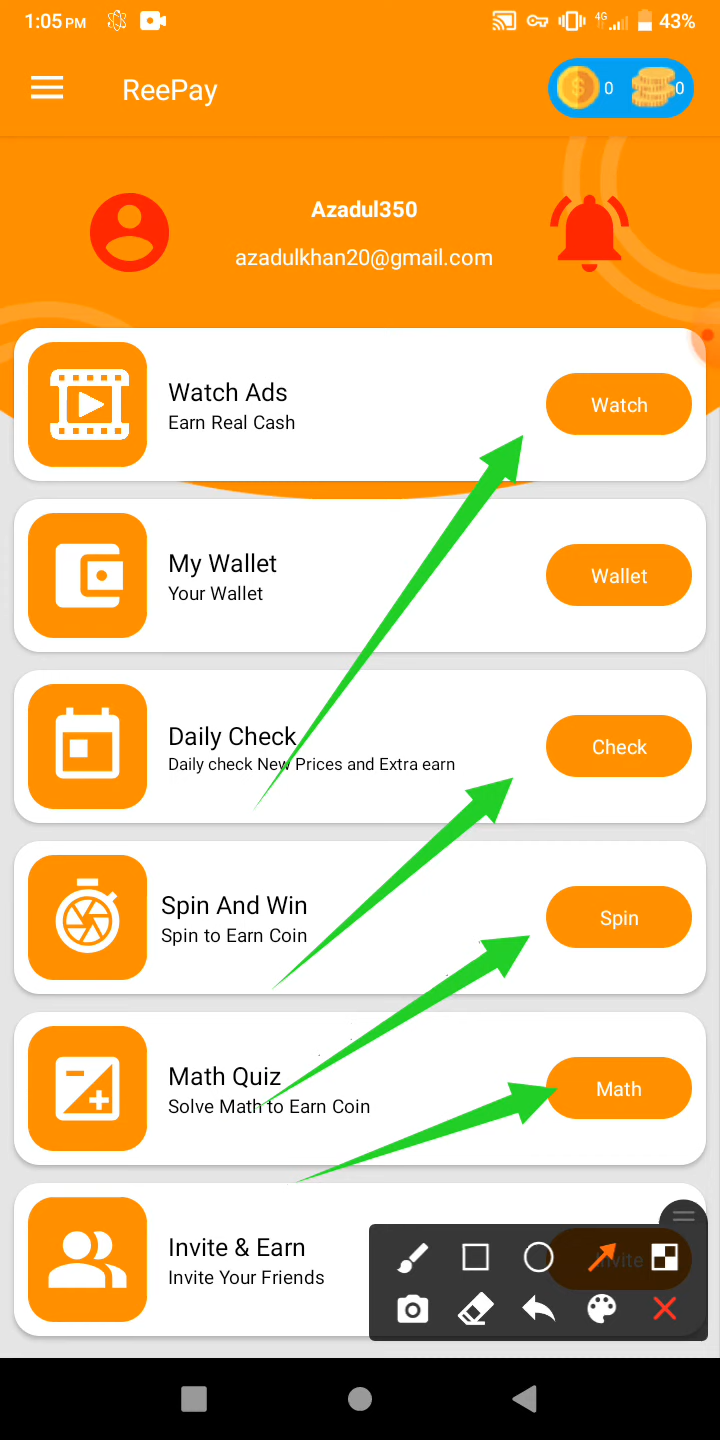 1:05 PM 4G 43%
ReePay 0 0
Azadul350
azadulkhan20@gmail.com
Watch Ads
Earn Real Cash
Watch
My Wallet
Your Wallet
Wallet
Daily Check
Daily check New Prices and Extra earn
Check
Spin And Win
Spin to Earn Coin
Spin
Math Quiz
Solve Math to Earn Coin
Math
Invite & Earn
Invite Your Friends
Invite